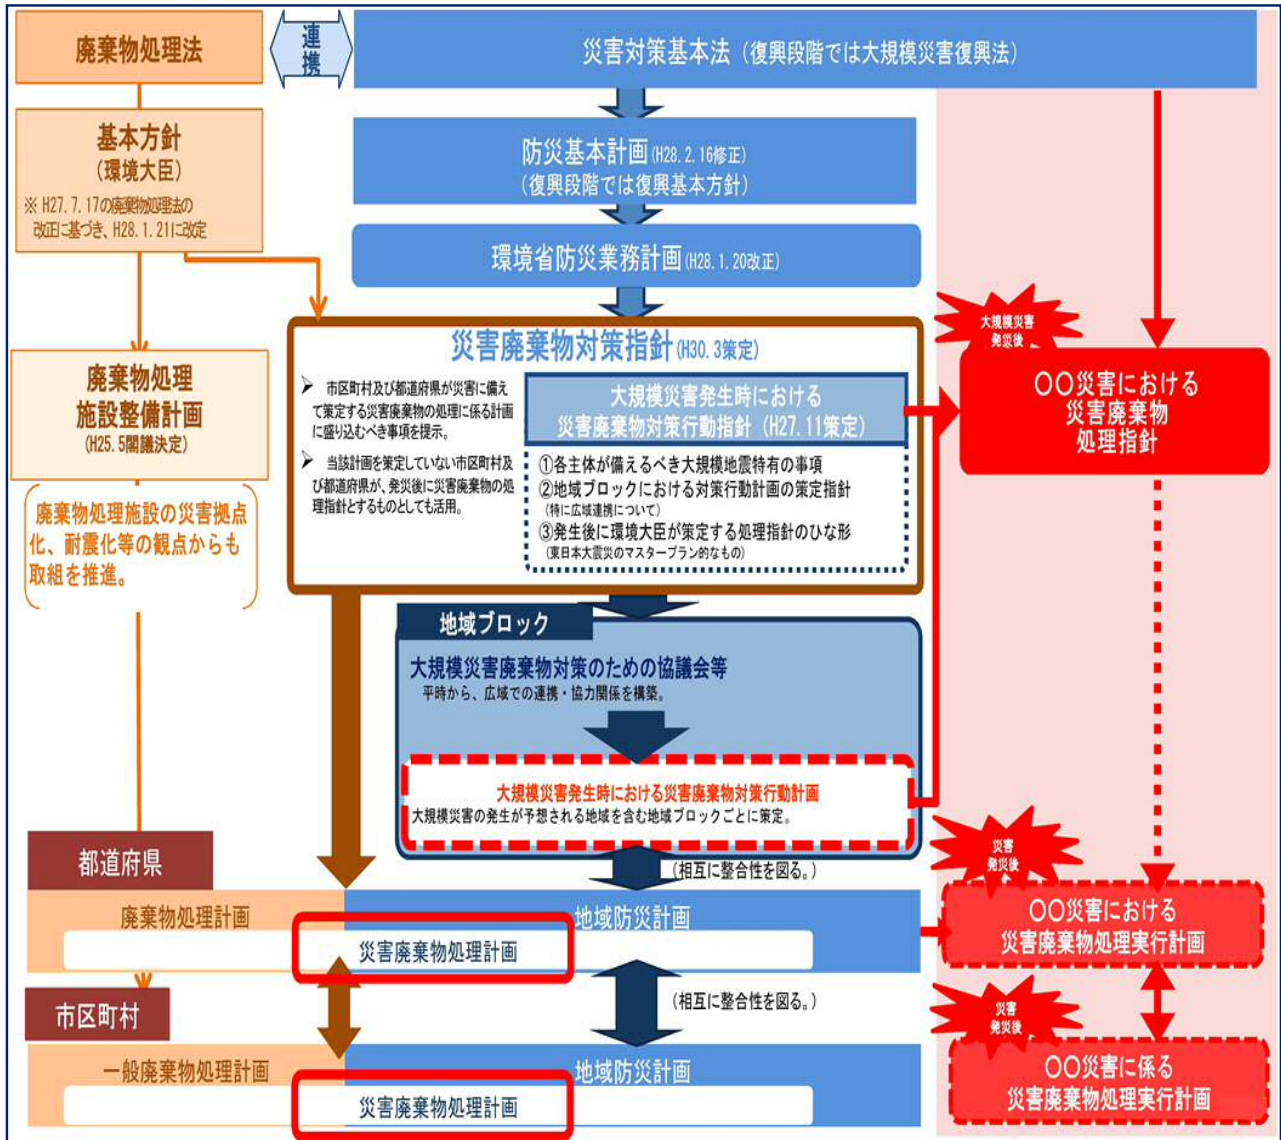 廃棄物処理法
連携
災害対策基本法（復興段階では大規模災害復興法）
基本方針
（環境大臣）
※ H27.7.17の廃棄物処理法の
改正に基づき、H28.1.21に改定
防災基本計画(H28.2.16修正)
（復興段階では復興基本方針）
環境省防災業務計画(H28.1.20改正)
廃棄物処理
施設整備計画
(H25.5閣議決定)
廃棄物処理施設の災害拠点
化、耐震化等の観点からも
取組を推進。
災害廃棄物対策指針(H30.3策定)
➢ 市区町村及び都道府県が災害に備え
て策定する災害廃棄物の処理に係る計画
に盛り込むべき事項を提示。
➢ 当該計画を策定していない市区町村及
び都道府県が、発災後に災害廃棄物の処
理指針とするものとしても活用。
大規模災害発生時における
災害廃棄物対策行動指針（H27.11策定）
①各主体が備えるべき大規模地震特有の事項
②地域ブロックにおける対策行動計画の策定指針
（特に広域連携について）
③発生後に環境大臣が策定する処理指針のひな形
（東日本大震災のマスタープラン的なもの）
大規模災害
発災後
〇〇災害における
災害廃棄物
処理指針
地域ブロック
大規模災害廃棄物対策のための協議会等
平時から、広域での連携・協力関係を構築。
大規模災害発生時における災害廃棄物対策行動計画
大規模災害の発生が予想される地域を含む地域ブロックごとに策定。
（相互に整合性を図る。）
都道府県
廃棄物処理計画
地域防災計画
災害廃棄物処理計画
災害
発災後
〇〇災害における
災害廃棄物処理実行計画
（相互に整合性を図る。）
市区町村
一般廃棄物処理計画
地域防災計画
災害廃棄物処理計画
災害
発災後
〇〇災害に係る
災害廃棄物処理実行計画